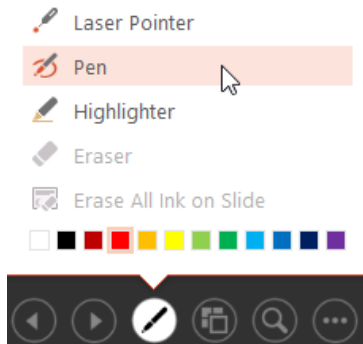 Laser Pointer
Pen
Highlighter
Eraser
Erase All Ink on Slide